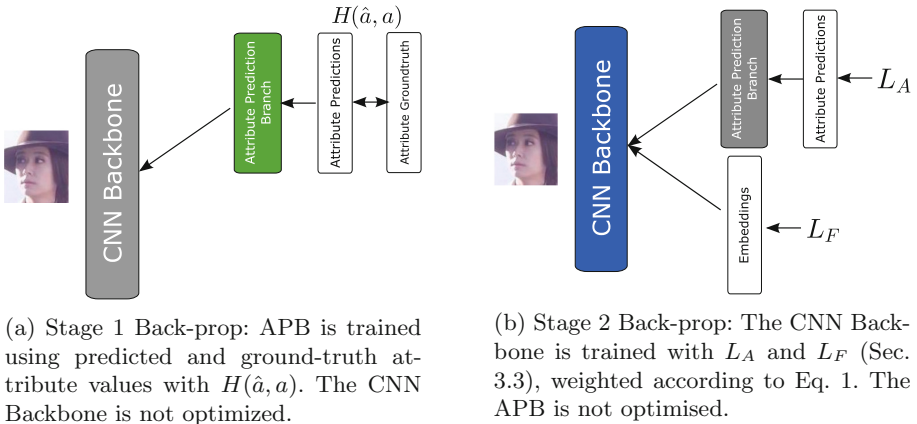 H(â, a)
CNN Backbone
Attribute Prediction
Branch
Attribute Predictions
Attribute Groundtruth
(a) Stage 1 Back-prop: APB is trained
using predicted and ground-truth at-
tribute values with H(â, a). The CNN
Backbone is not optimized.
CNN Backbone
Attribute Prediction
Branch
Attribute Predictions
L_A
Embeddings
L_F
(b) Stage 2 Back-prop: The CNN Back-
bone is trained with L_A and L_F (Sec.
3.3), weighted according to Eq. 1. The
APB is not optimised.